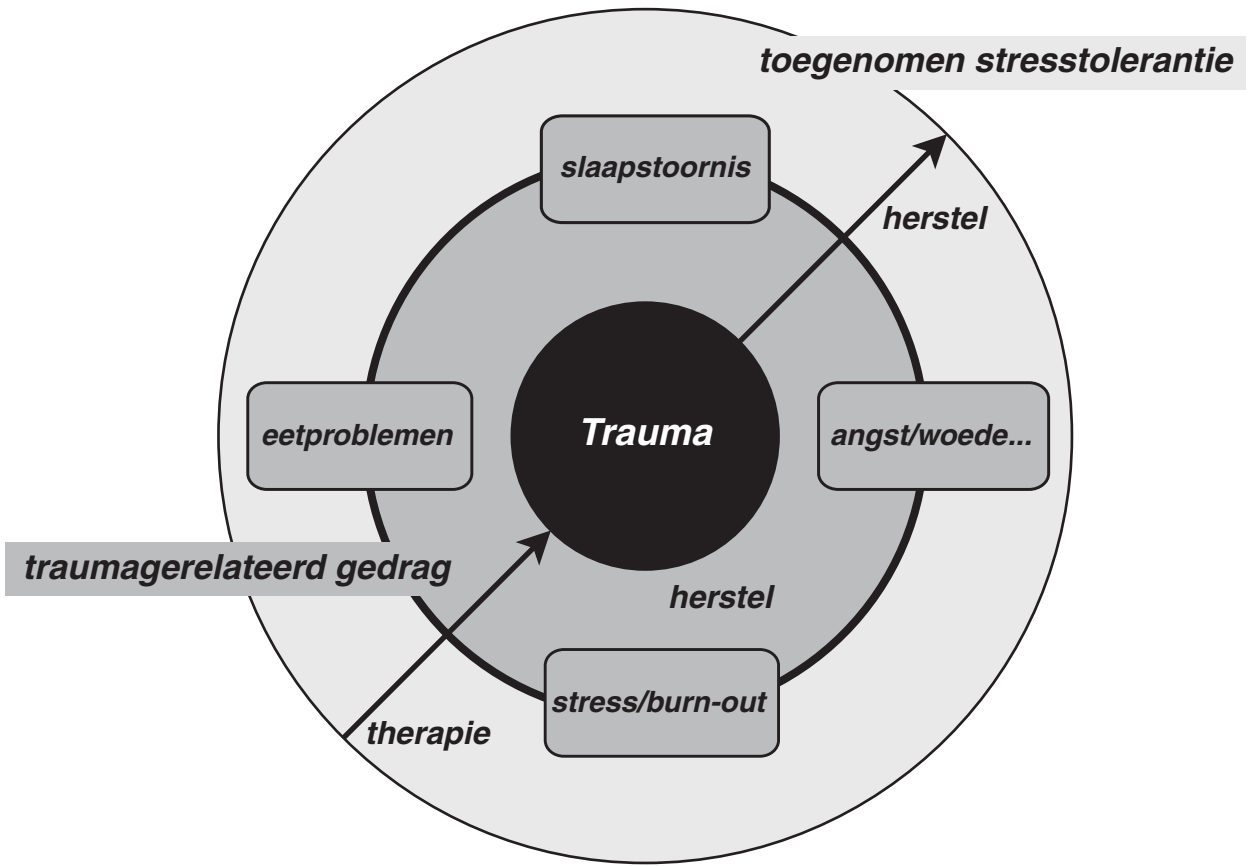 toegenomen stresstolerantie
slaapstoornis
herstel
eetproblemen
Trauma
angst/woede...
traumagerelateerd gedrag
herstel
stress/burn-out
therapie